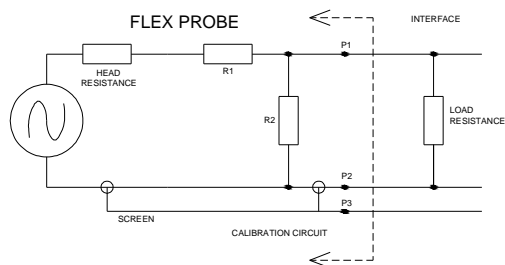 FLEX PROBE
INTERFACE
P1
HEAD
RESISTANCE
R1
R2
LOAD
RESISTANCE
P2
P3
SCREEN
CALIBRATION CIRCUIT